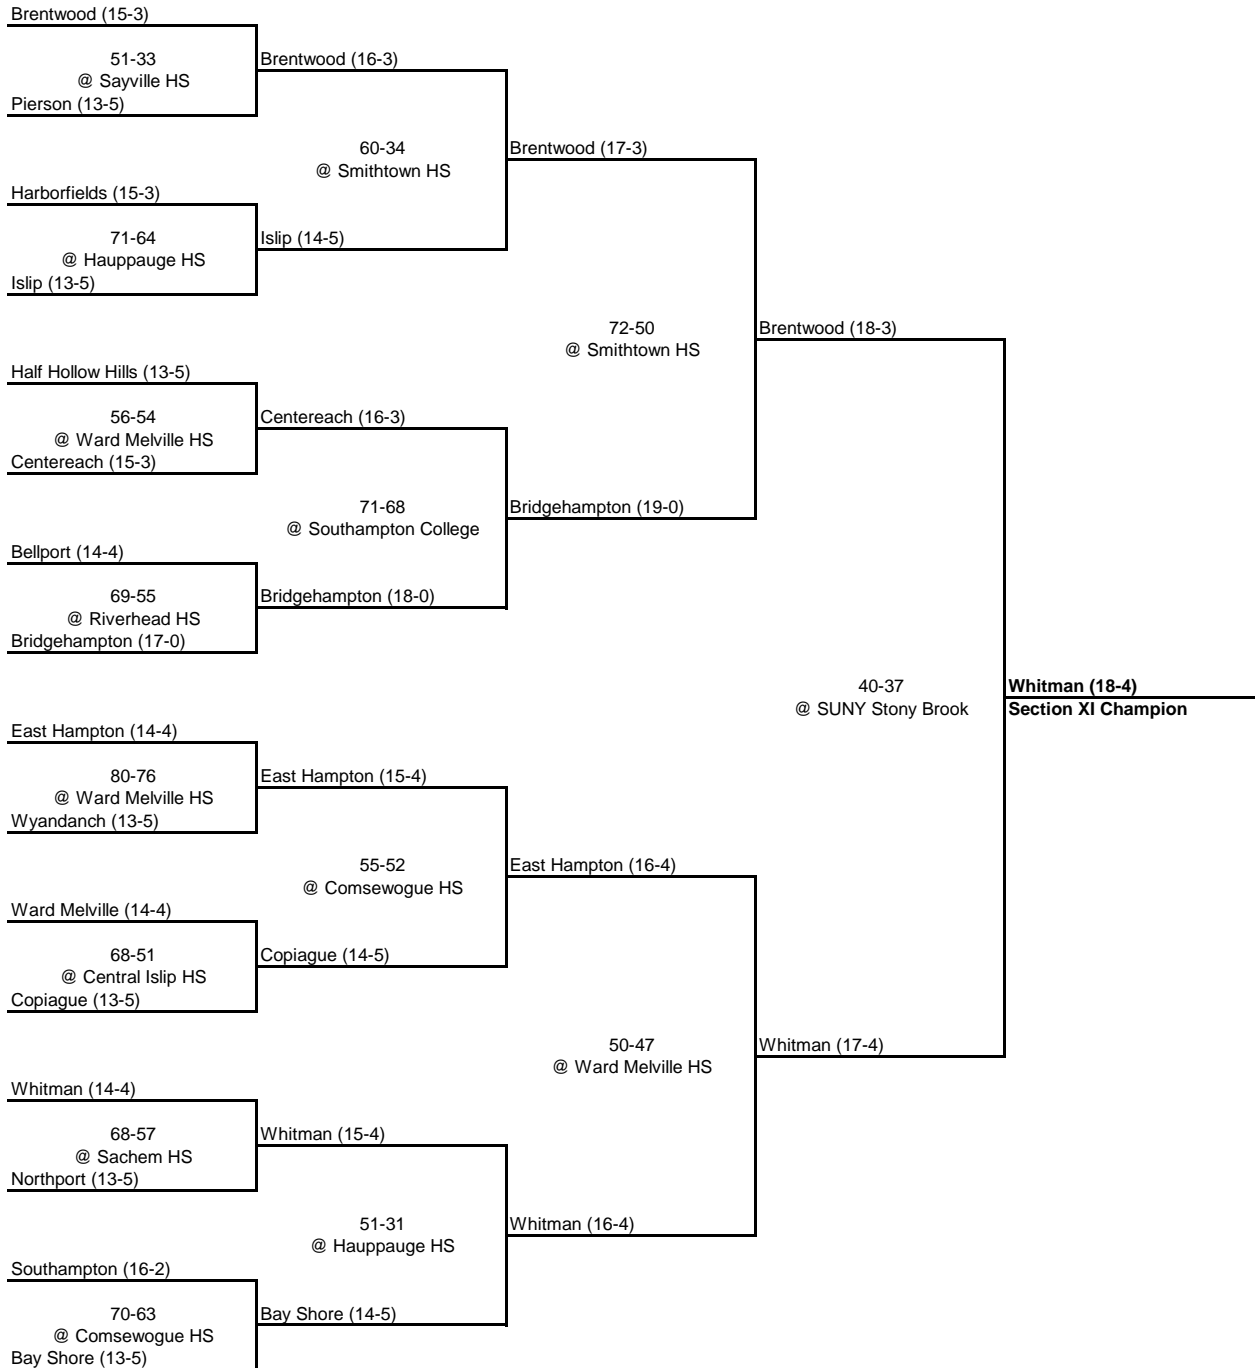 Brentwood (15-3)
51-33
@ Sayville HS
Pierson (13-5)
Brentwood (16-3)
60-34
@ Smithtown HS
Brentwood (17-3)
Harborfields (15-3)
71-64
@ Hauppauge HS
Islip (13-5)
Islip (14-5)
72-50
@ Smithtown HS
Brentwood (18-3)
Half Hollow Hills (13-5)
56-54
@ Ward Melville HS
Centereach (15-3)
Centereach (16-3)
71-68
@ Southampton College
Bridgehampton (19-0)
Bellport (14-4)
69-55
@ Riverhead HS
Bridgehampton (17-0)
Bridgehampton (18-0)
40-37
@ SUNY Stony Brook
Whitman (18-4)
Section XI Champion
East Hampton (14-4)
80-76
@ Ward Melville HS
Wyandanch (13-5)
East Hampton (15-4)
55-52
@ Comsewogue HS
East Hampton (16-4)
Ward Melville (14-4)
68-51
@ Central Islip HS
Copiague (13-5)
Copiague (14-5)
50-47
@ Ward Melville HS
Whitman (17-4)
Whitman (14-4)
68-57
@ Sachem HS
Northport (13-5)
Whitman (15-4)
51-31
@ Hauppauge HS
Whitman (16-4)
Southampton (16-2)
70-63
@ Comsewogue HS
Bay Shore (13-5)
Bay Shore (14-5)